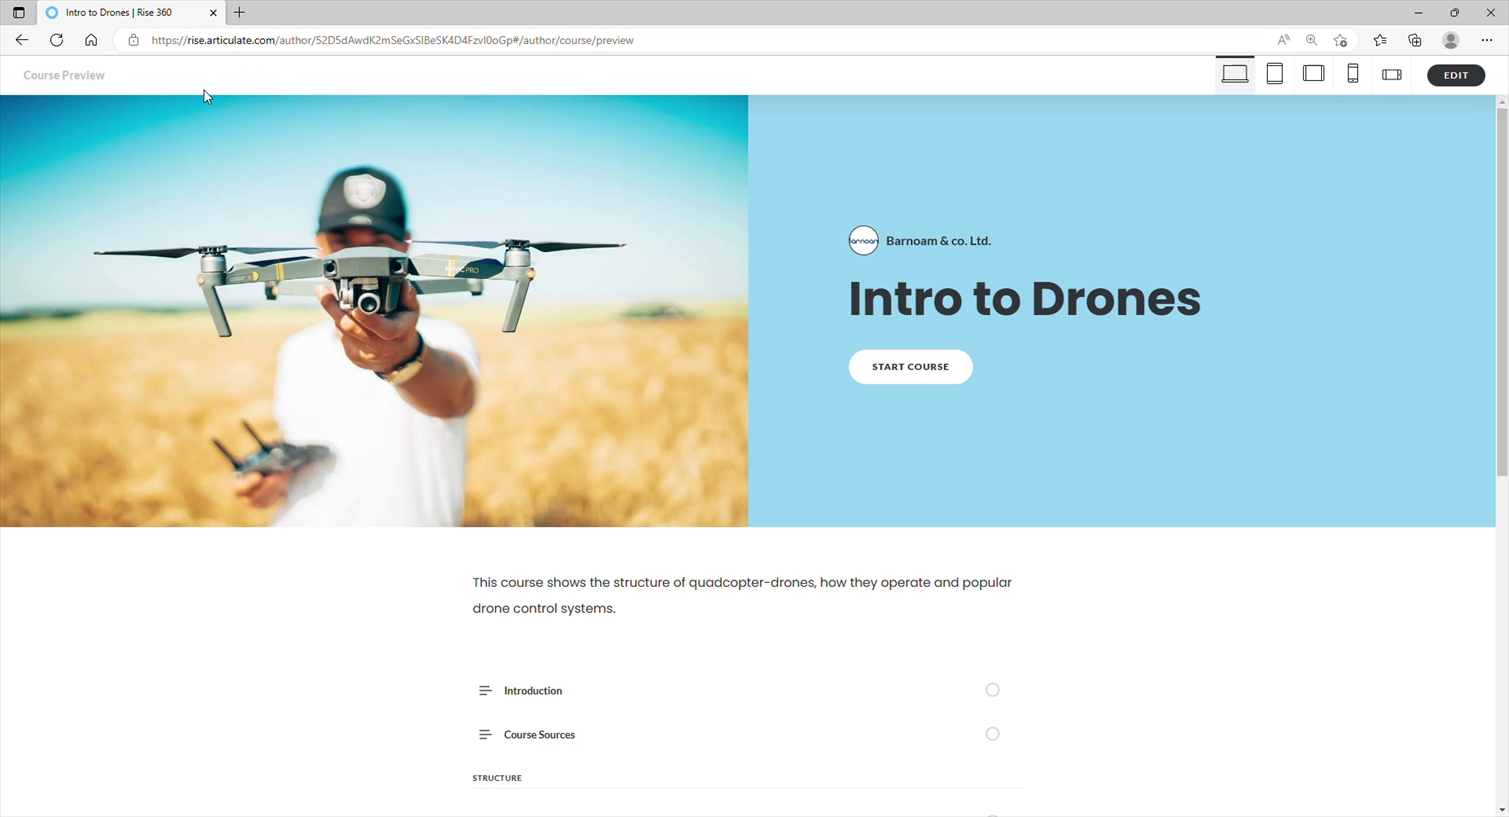 Intro to Drones | Rise 360
https://rise.articulate.com/author/52D5dAwdK2mSeGxSIBeSK4D4FzvI0oGp#/author/course/preview
Course Preview
EDIT
PRO
Barnoam & co. Ltd.
Intro to Drones
START COURSE
This course shows the structure of quadcopter-drones, how they operate and popular
drone control systems.
Introduction
Course Sources
STRUCTURE